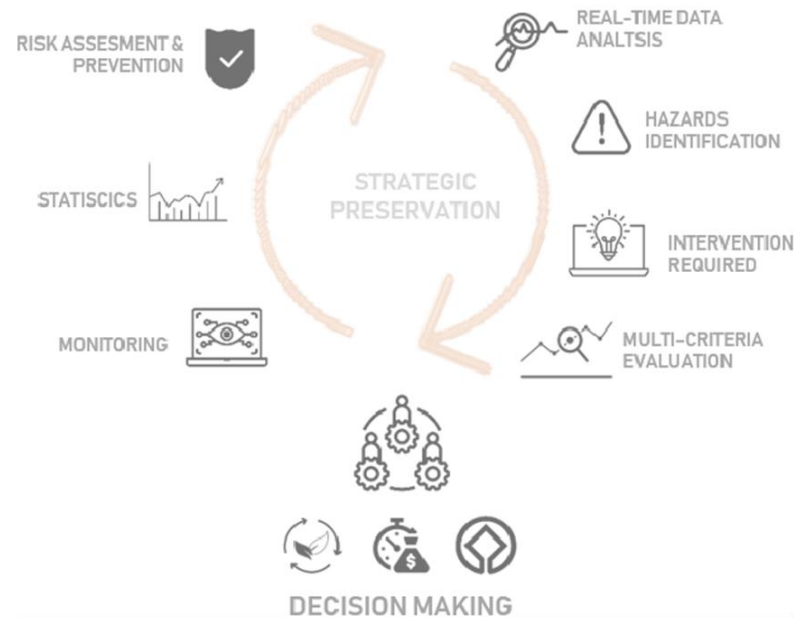 RISK ASSESMENT &
PREVENTION
REAL-TIME DATA
ANALTSIS
HAZARDS
IDENTIFICATION
STRATEGIC
PRESERVATION
STATISCICS
INTERVENTION
REQUIRED
MONITORING
MULTI-CRITERIA
EVALUATION
$
DECISION MAKING